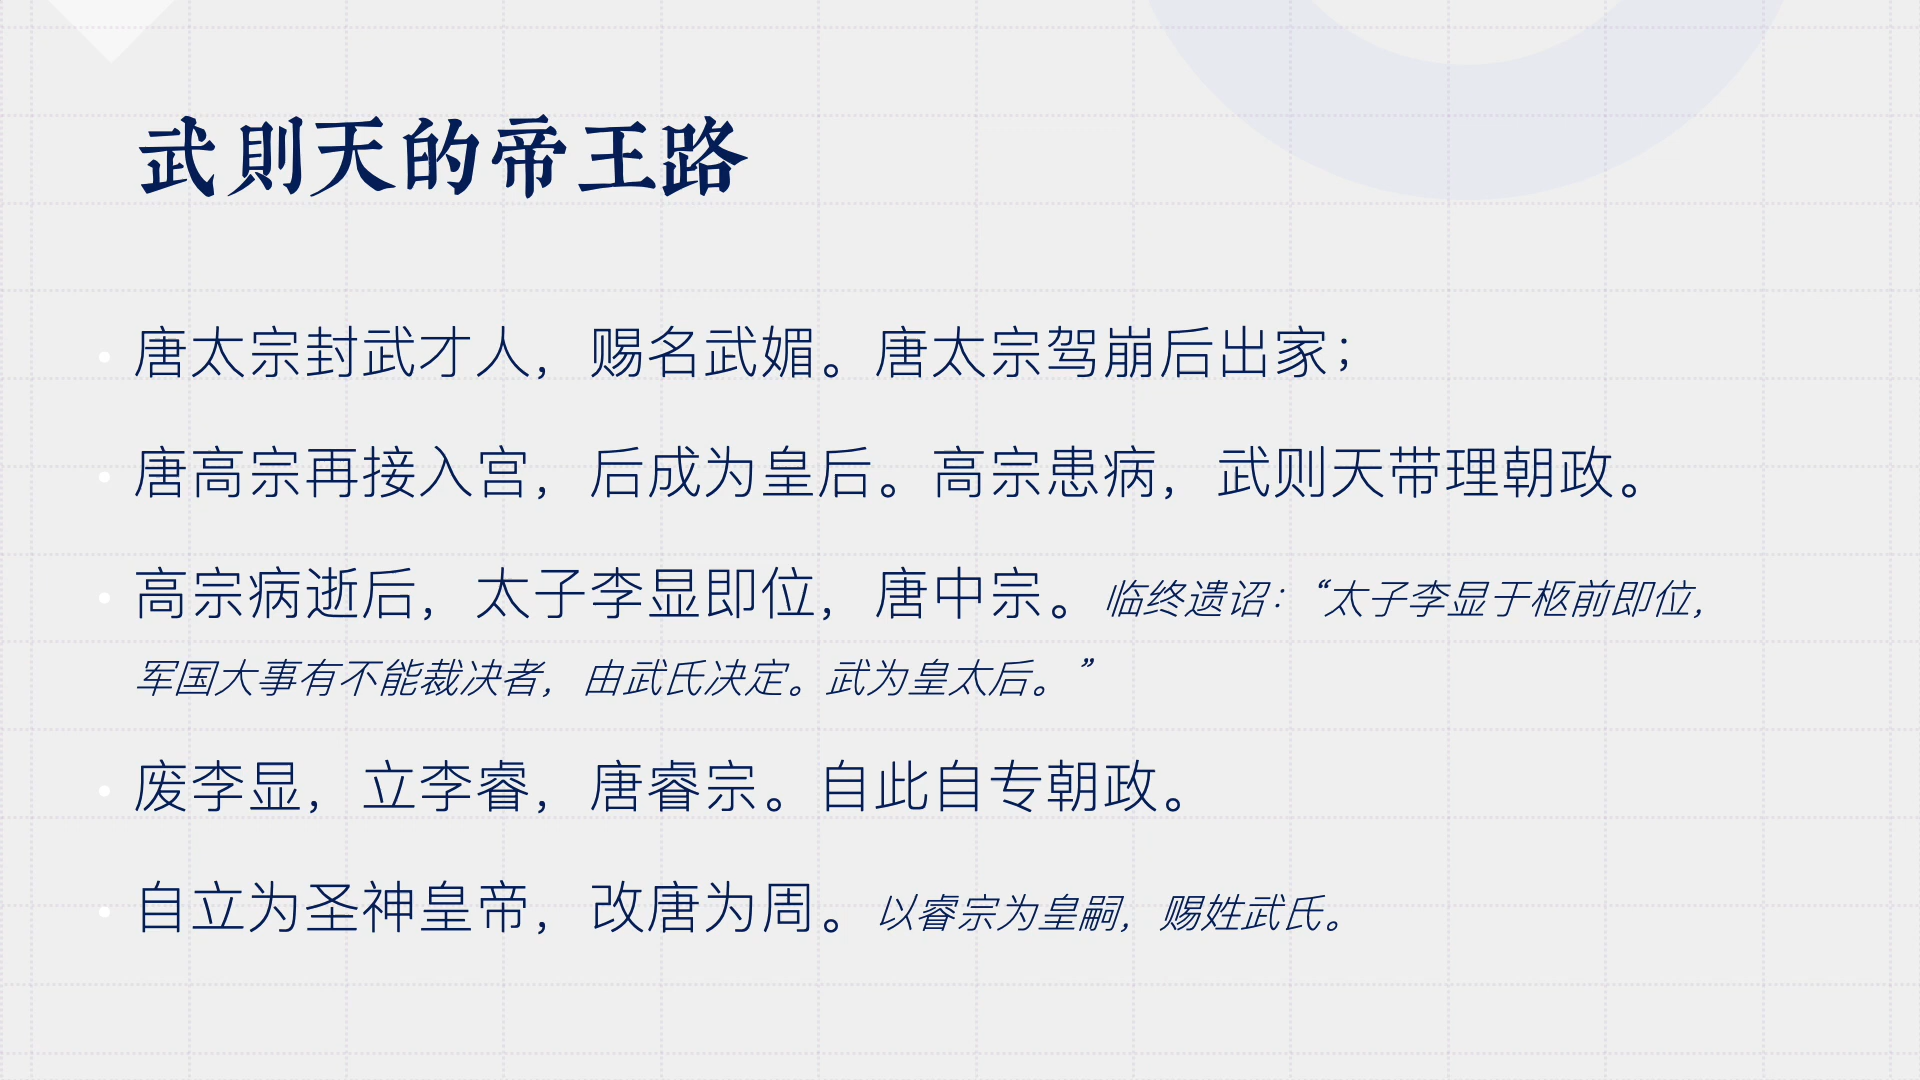 武則天的帝王路
唐太宗封武才人，赐名武媚。唐太宗驾崩后出家；
唐高宗再接入宫，后成为皇后。高宗患病，武则天带理朝政。
高宗病逝后，太子李显即位，唐中宗。临终遗诏：“太子李显于枢前即位，
军国大事有不能裁决者，由武氏决定。武为皇太后。”
废李显，立李睿，唐睿宗。自此自专朝政。
自立为圣神皇帝，改唐为周。以睿宗为皇嗣，赐姓武氏。